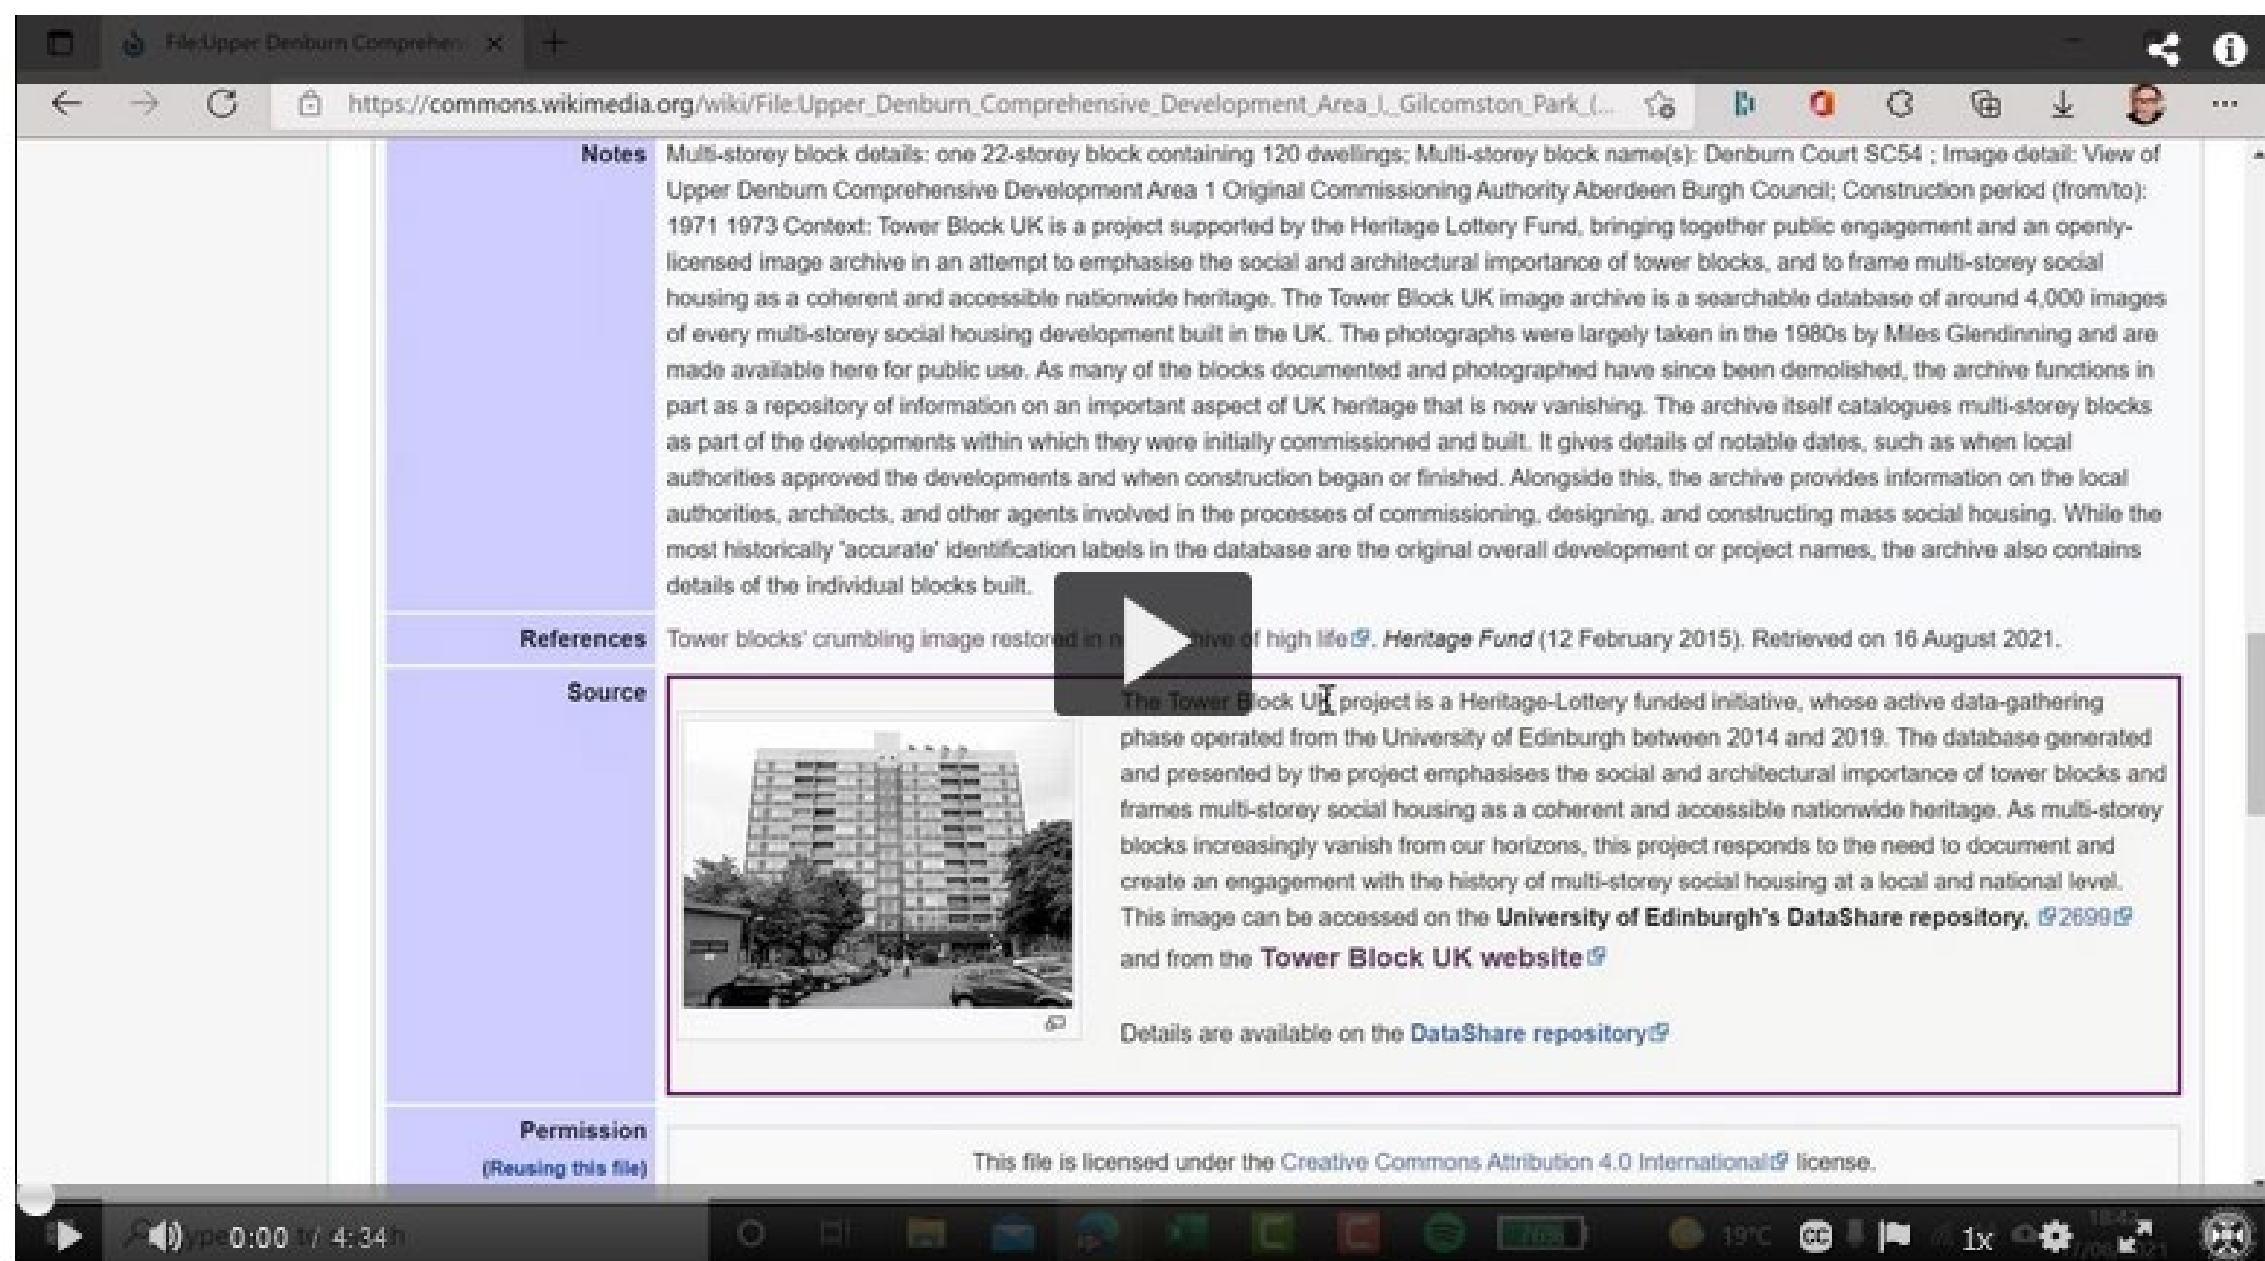 File:Upper Denburn Comprehen
https://commons.wikimedia.org/wiki/File:Upper_Denburn_Comprehensive_Development_Area_I,_Gilcomston_Park_(...
Notes
Multi-storey block details: one 22-storey block containing 120 dwellings; Multi-storey block name(s): Denburn Court SC54 ; Image detail: View of
Upper Denburn Comprehensive Development Area 1 Original Commissioning Authority Aberdeen Burgh Council; Construction period (from/to):
1971 1973 Context: Tower Block UK is a project supported by the Heritage Lottery Fund, bringing together public engagement and an openly-
licensed image archive in an attempt to emphasise the social and architectural importance of tower blocks, and to frame multi-storey social
housing as a coherent and accessible nationwide heritage. The Tower Block UK image archive is a searchable database of around 4,000 images
of every multi-storey social housing development built in the UK. The photographs were largely taken in the 1980s by Miles Glendinning and are
made available here for public use. As many of the blocks documented and photographed have since been demolished, the archive functions in
part as a repository of information on an important aspect of UK heritage that is now vanishing. The archive itself catalogues multi-storey blocks
as part of the developments within which they were initially commissioned and built. It gives details of notable dates, such as when local
authorities approved the developments and when construction began or finished. Alongside this, the archive provides information on the local
authorities, architects, and other agents involved in the processes of commissioning, designing, and constructing mass social housing. While the
most historically 'accurate' identification labels in the database are the original overall development or project names, the archive also contains
details of the individual blocks built.
References
Tower blocks' crumbling image restored in archive of high life. Heritage Fund (12 February 2015). Retrieved on 16 August 2021.
Source
The Tower Block UK project is a Heritage-Lottery funded initiative, whose active data-gathering
phase operated from the University of Edinburgh between 2014 and 2019. The database generated
and presented by the project emphasises the social and architectural importance of tower blocks and
frames multi-storey social housing as a coherent and accessible nationwide heritage. As multi-storey
blocks increasingly vanish from our horizons, this project responds to the need to document and
create an engagement with the history of multi-storey social housing at a local and national level.
This image can be accessed on the University of Edinburgh's DataShare repository, 2699
and from the Tower Block UK website
Details are available on the DataShare repository
Permission
(Reusing this file)
This file is licensed under the Creative Commons Attribution 4.0 International license.
0:00 / 4:34
76%
19°C
CC
1x